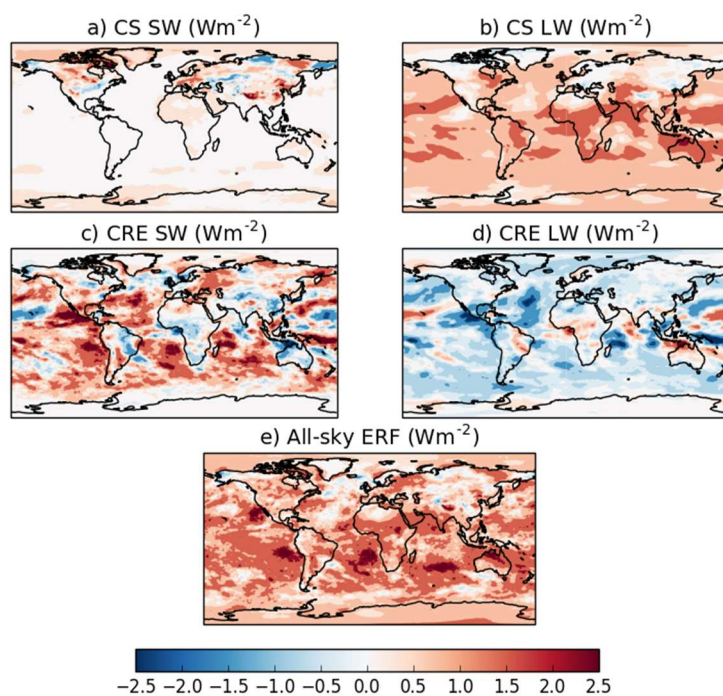 a) CS SW (Wm⁻²)
b) CS LW (Wm⁻²)
c) CRE SW (Wm⁻²)
d) CRE LW (Wm⁻²)
e) All-sky ERF (Wm⁻²)
−2.5 −2.0 −1.5 −1.0 −0.5 0.0 0.5 1.0 1.5 2.0 2.5